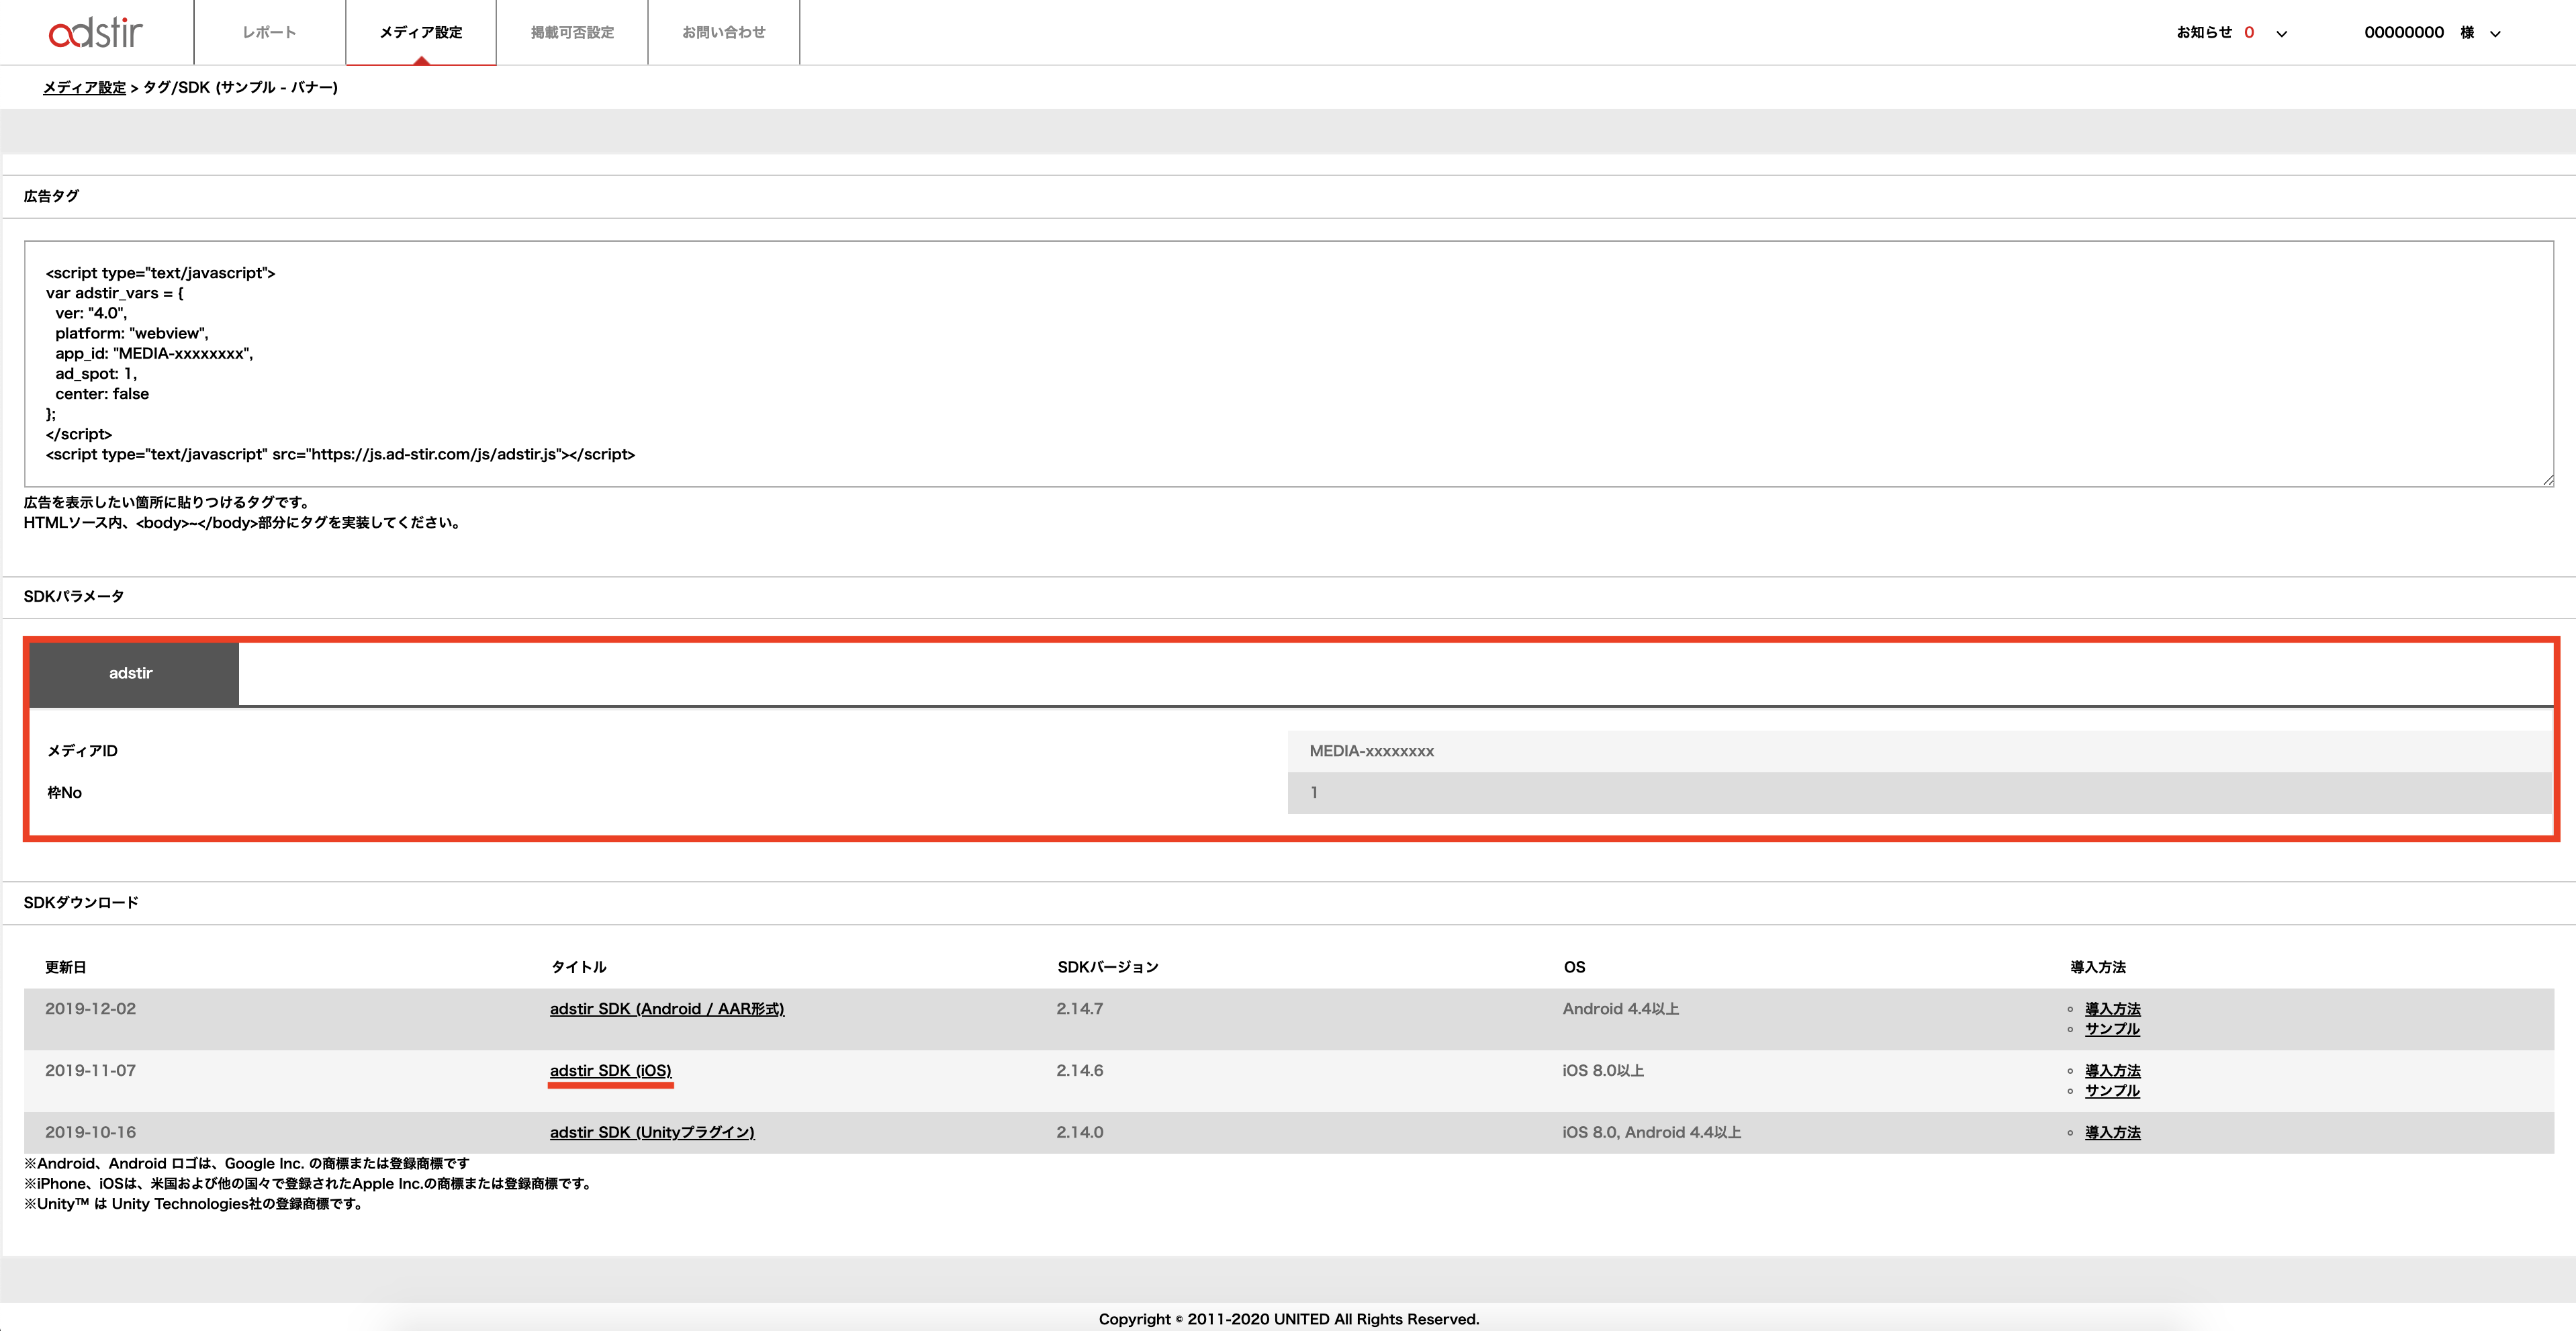 adstir
レポート
メディア設定
掲載可否設定
お問い合わせ
お知らせ 0
00000000 様
メディア設定 > タグ/SDK (サンプル - バナー)
広告タグ
<script type="text/javascript">
var adstir_vars = {
ver: "4.0",
platform: "webview",
app_id: "MEDIA-xxxxxxxx",
ad_spot: 1,
center: false
};
</script>
<script type="text/javascript" src="https://js.ad-stir.com/js/adstir.js"></script>
広告を表示したい箇所に貼りつけるタグです。
HTMLソース内、<body>~</body>部分にタグを実装してください。
SDKパラメータ
adstir
メディアID MEDIA-xxxxxxxx
枠No 1
SDKダウンロード
更新日 タイトル SDKバージョン OS 導入方法
2019-12-02 adstir SDK (Android / AAR形式) 2.14.7 Android 4.4以上 導入方法
サンプル
2019-11-07 adstir SDK (iOS) 2.14.6 iOS 8.0以上 導入方法
サンプル
2019-10-16 adstir SDK (Unityプラグイン) 2.14.0 iOS 8.0, Android 4.4以上 導入方法
※Android、Android ロゴは、Google Inc. の商標または登録商標です
※iPhone、iOSは、米国および他の国々で登録されたApple Inc.の商標または登録商標です。
※Unity™ は Unity Technologies社の登録商標です。
Copyright © 2011-2020 UNITED All Rights Reserved.